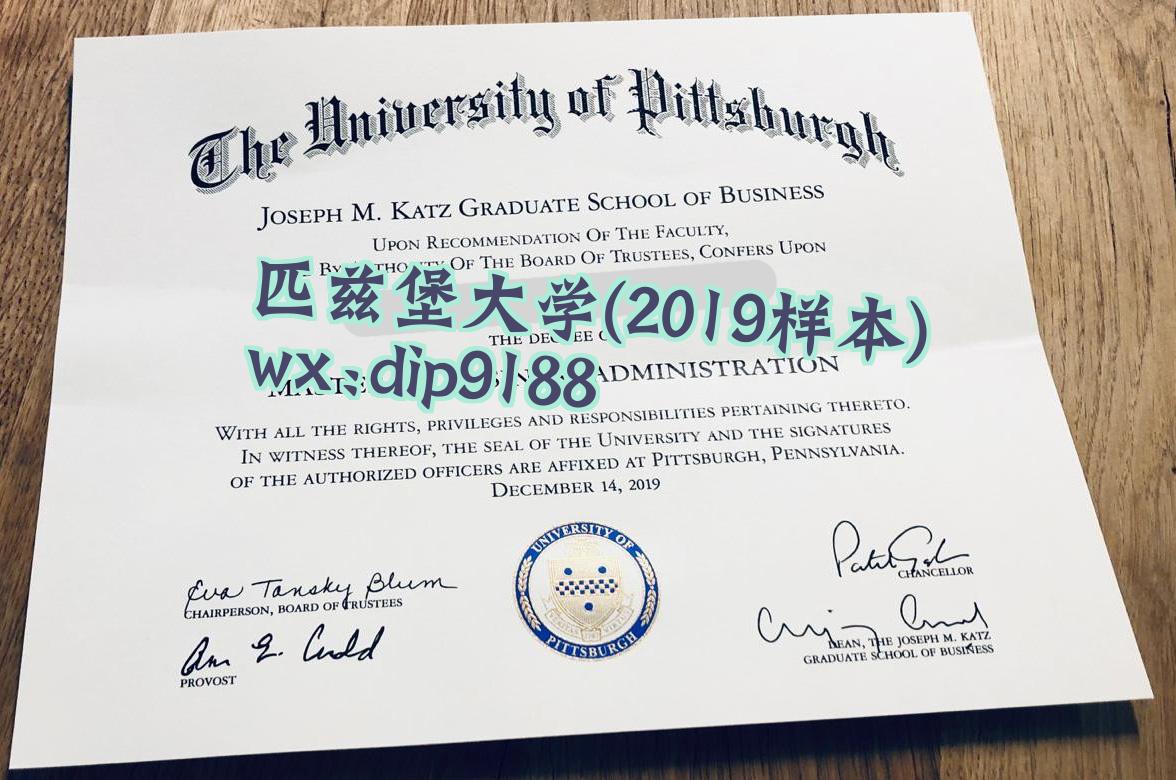 The University of Pittsburgh
JOSEPH M. KATZ GRADUATE SCHOOL OF BUSINESS
UPON RECOMMENDATION OF THE FACULTY,
BY AUTHORITY OF THE BOARD OF TRUSTEES, CONFERS UPON
匹兹堡大学(2019样本)
THE DEGREE
wx:dip9188
ADMINISTRATION
WITH ALL THE RIGHTS, PRIVILEGES AND RESPONSIBILITIES PERTAINING THERETO.
IN WITNESS THEREOF, THE SEAL OF THE UNIVERSITY AND THE SIGNATURES
OF THE AUTHORIZED OFFICERS ARE AFFIXED AT PITTSBURGH, PENNSYLVANIA.
DECEMBER 14, 2019
UNIVERSITY OF
PITTSBURGH
Eva Tansky Blum
CHAIRPERSON, BOARD OF TRUSTEES
PROVOST
CHANCELLOR
DEAN, THE JOSEPH M. KATZ
GRADUATE SCHOOL OF BUSINESS